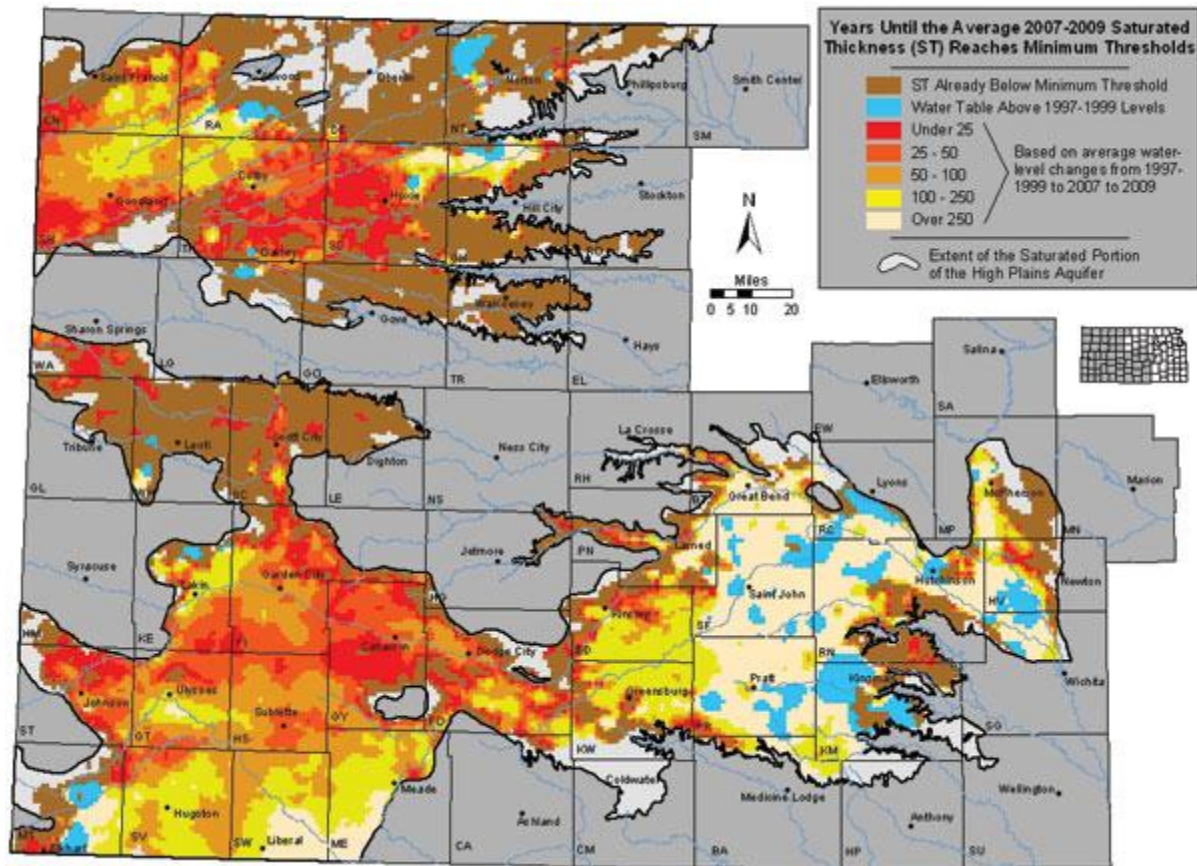 Years Until the Average 2007-2009 Saturated
Thickness (ST) Reaches Minimum Thresholds
ST Already Below Minimum Threshold
Water Table Above 1997-1999 Levels
Under 25
25 - 50
50 - 100
100 - 250
Over 250
Based on average water-
level changes from 1997-
1999 to 2007 to 2009
Extent of the Saturated Portion
of the High Plains Aquifer
N
Miles
0 5 10 20
Saint Francis
Oberlin
Norton
Phillipsburg
Smith Center
RA
NT
SM
Goodland
Colby
Hoxie
Hill City
Stockton
Oakley
SD
RO
Sharon Springs
Gove
WaKeeney
Hays
WA
LG
GO
TR
EL
Salina
Ellsworth
SA
Tribune
Leoti
Scott City
Dighton
Ness City
La Crosse
EW
GL
SC
LE
NS
RH
Great Bend
Lyons
McPherson
Marion
RC
MP
MN
Syracuse
Lakin
Garden City
Jetmore
PN
Larned
Hutchinson
Newton
HV
HM
KE
FI
HG
Kinsley
Saint John
SF
ED
RN
Johnson
Ulysses
Cimarron
Dodge City
Sublette
Greensburg
Pratt
Kingman
Wichita
ST
GT
HS
GY
FO
KW
PR
KM
SG
Hugoton
Liberal
Meade
Coldwater
Medicine Lodge
Wellington
Ashland
Anthony
Elkhart
MT
SV
SW
ME
CA
CM
BA
HP
SU